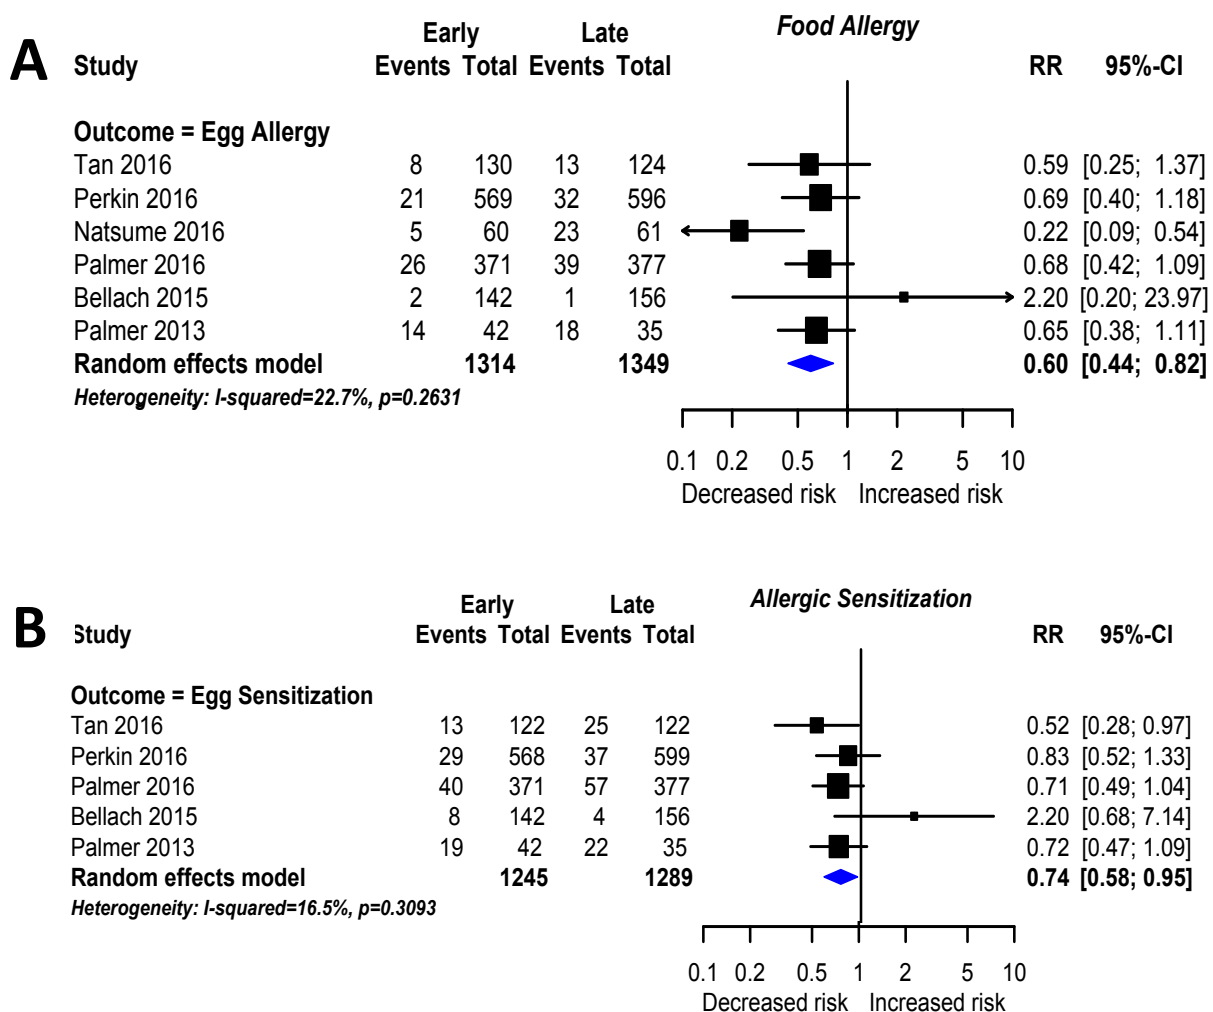 A
Early Late Food Allergy
Study Events Total Events Total RR 95%-CI
Outcome = Egg Allergy
Tan 2016 8 130 13 124 0.59 [0.25; 1.37]
Perkin 2016 21 569 32 596 0.69 [0.40; 1.18]
Natsume 2016 5 60 23 61 0.22 [0.09; 0.54]
Palmer 2016 26 371 39 377 0.68 [0.42; 1.09]
Bellach 2015 2 142 1 156 2.20 [0.20; 23.97]
Palmer 2013 14 42 18 35 0.65 [0.38; 1.11]
Random effects model 1314 1349 0.60 [0.44; 0.82]
Heterogeneity: I-squared=22.7%, p=0.2631
0.1 0.2 0.5 1 2 5 10
Decreased risk Increased risk
B
Early Late Allergic Sensitization
Study Events Total Events Total RR 95%-CI
Outcome = Egg Sensitization
Tan 2016 13 122 25 122 0.52 [0.28; 0.97]
Perkin 2016 29 568 37 599 0.83 [0.52; 1.33]
Palmer 2016 40 371 57 377 0.71 [0.49; 1.04]
Bellach 2015 8 142 4 156 2.20 [0.68; 7.14]
Palmer 2013 19 42 22 35 0.72 [0.47; 1.09]
Random effects model 1245 1289 0.74 [0.58; 0.95]
Heterogeneity: I-squared=16.5%, p=0.3093
0.1 0.2 0.5 1 2 5 10
Decreased risk Increased risk